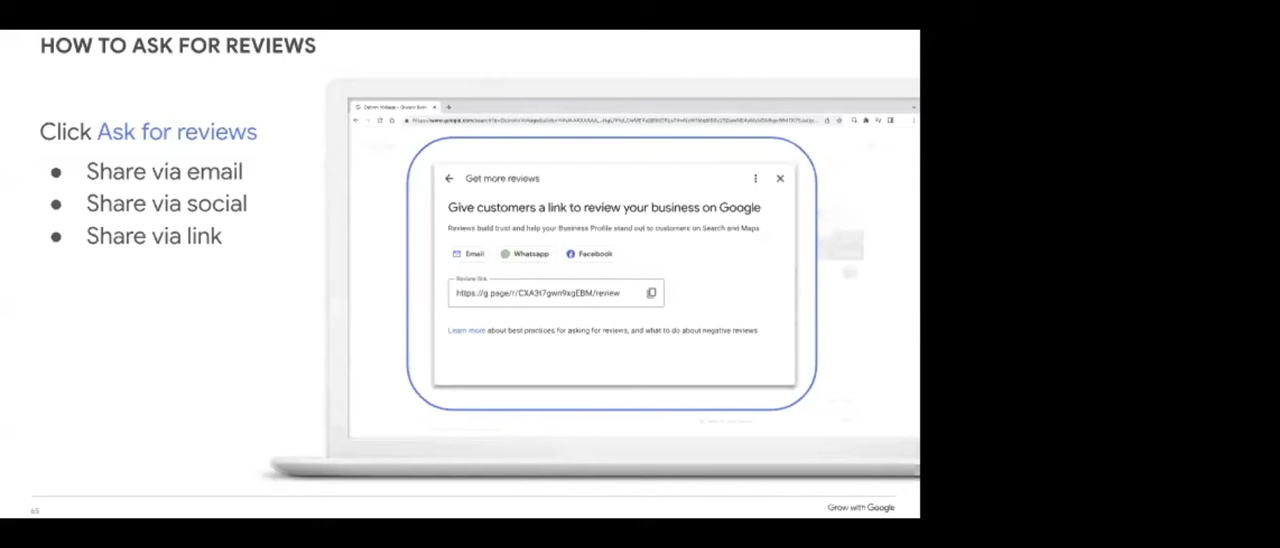 HOW TO ASK FOR REVIEWS
Click Ask for reviews
● Share via email
● Share via social
● Share via link
Get more reviews
Give customers a link to review your business on Google
Reviews build trust and help your Business Profile stand out to customers on Search and Maps
Email Whatsapp Facebook
Review link
https://g.page/r/CXA3t7gwn9xgEBM/review
Learn more about best practices for asking for reviews, and what to do about negative reviews
65
Grow with Google